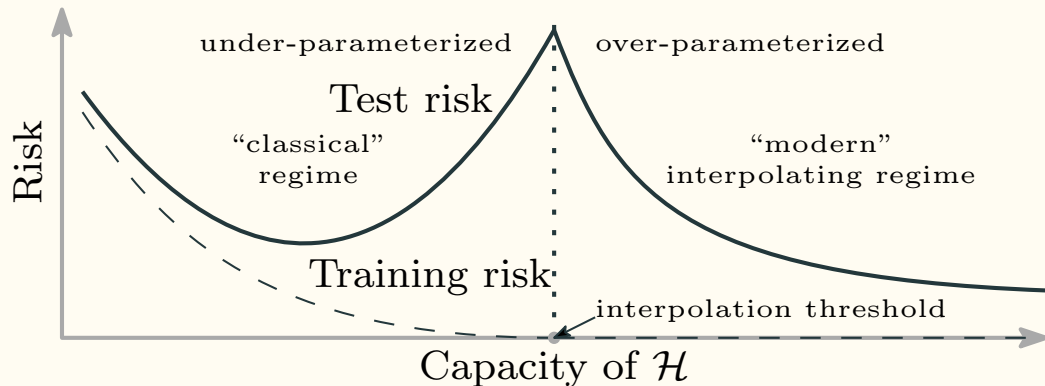 under-parameterized
over-parameterized
Test risk
“classical”
regime
“modern”
interpolating regime
Risk
Training risk
interpolation threshold
Capacity of ℋ